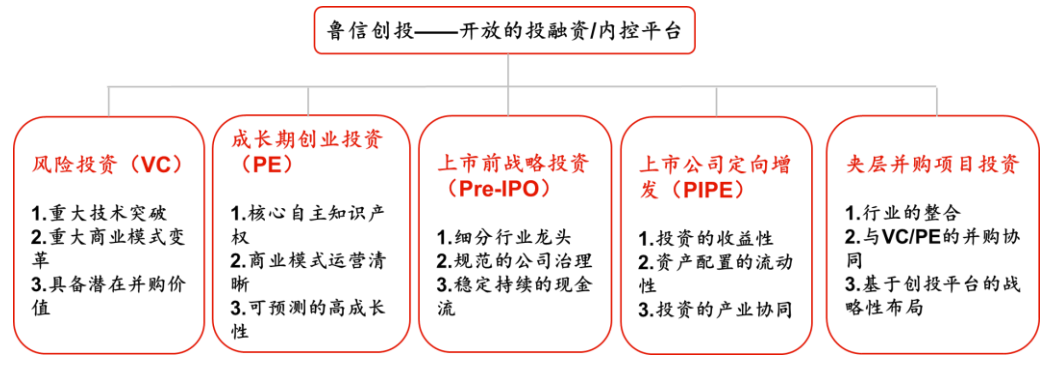 鲁信创投——开放的投融资/内控平台
风险投资（VC）
1.重大技术突破
2.重大商业模式变
革
3.具备潜在并购价
值
成长期创业投资
（PE）
1.核心自主知识产
权
2.商业模式运营清
晰
3.可预测的高成长
性
上市前战略投资
（Pre-IPO）
1.细分行业龙头
2.规范的公司治理
3.稳定持续的现金
流
上市公司定向增
发（PIPE）
1.投资的收益性
2.资产配置的流动
性
3.投资的产业协同
夹层并购项目投资
1.行业的整合
2.与VC/PE的并购协
同
3.基于创投平台的战
略性布局